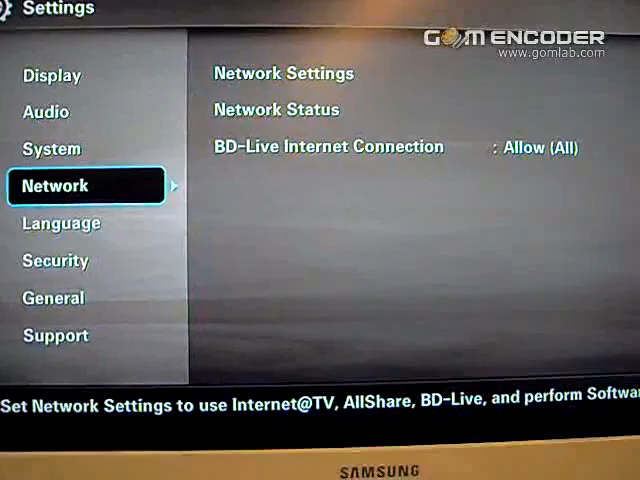 Settings
GOM ENCODER
www.gomlab.com
Display
Audio
System
Network
Language
Security
General
Support
Network Settings
Network Status
BD-Live Internet Connection : Allow (All)
Set Network Settings to use Internet@TV, AllShare, BD-Live, and perform Softwa
SAMSUNG